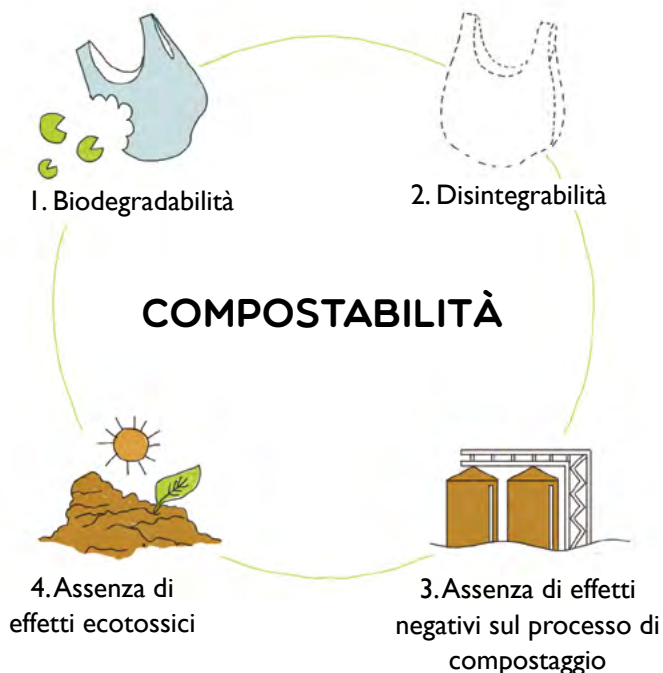 1. Biodegradabilità
2. Disintegrabilità
COMPOSTABILITÀ
4. Assenza di
effetti ecotossici
3. Assenza di effetti
negativi sul processo di
compostaggio